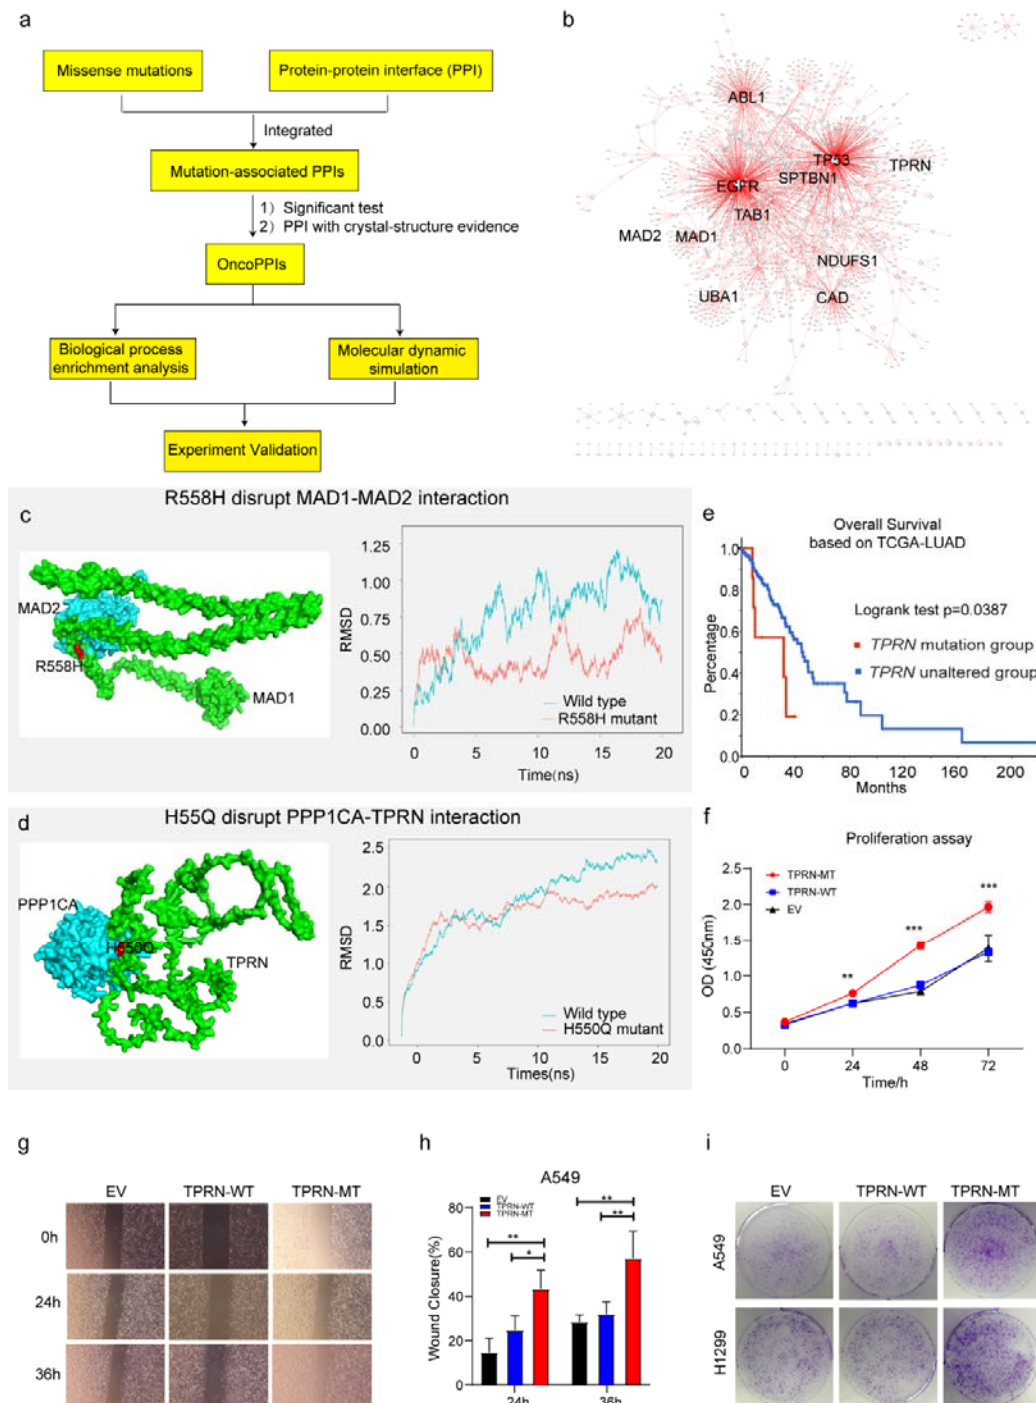 a
Missense mutations
Protein-protein interface (PPI)
Integrated
Mutation-associated PPIs
1) Significant test
2) PPI with crystal-structure evidence
OncoPPIs
Biological process
enrichment analysis
Molecular dynamic
simulation
Experiment Validation
b
ABL1
TP53
TPRN
SPTBN1
EGFR
TAB1
MAD2
MAD1
NDUFS1
UBA1
CAD
R558H disrupt MAD1-MAD2 interaction
c
MAD2
R558H
MAD1
RMSD
1.25
1.00
0.75
0.50
0.25
0.00
Wild type
R558H mutant
0
5
10
15
20
Time(ns)
e
Overall Survival
based on TCGA-LUAD
Logrank test p=0.0387
TPRN mutation group
TPRN unaltered group
Percentage
1.0
0.8
0.6
0.4
0.2
0.0
0
40
80
120
160
200
Months
H55Q disrupt PPP1CA-TPRN interaction
d
PPP1CA
H550Q
TPRN
RMSD
2.5
2.0
1.5
1.0
0.5
0.0
Wild type
H550Q mutant
0
5
10
15
20
Times(ns)
f
Proliferation assay
TPRN-MT
TPRN-WT
EV
OD (450nm)
2.5
2.0
1.5
1.0
0.5
0.0
**
***
***
0
24
48
72
Time/h
g
EV
TPRN-WT
TPRN-MT
0h
24h
36h
h
A549
EV
TPRN-WT
TPRN-MT
Wound Closure(%)
80
60
40
20
0
**
*
**
**
24h
36h
i
EV
TPRN-WT
TPRN-MT
A549
H1299